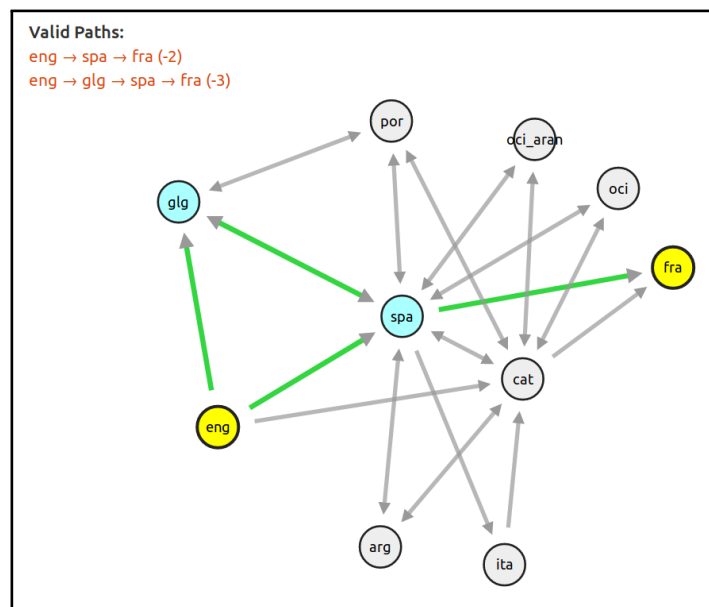 Valid Paths:
eng → spa → fra (-2)
eng → glg → spa → fra (-3)
por
oci_aran
oci
glg
fra
spa
cat
eng
arg
ita